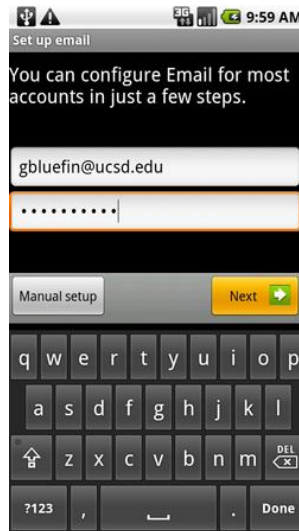 3G 9:59 AM
Set up email
You can configure Email for most
accounts in just a few steps.
gbluefin@ucsd.edu
••••••••••
Manual setup Next
q w e r t y u i o p
a s d f g h j k l
z x c v b n m DEL
?123 , . Done